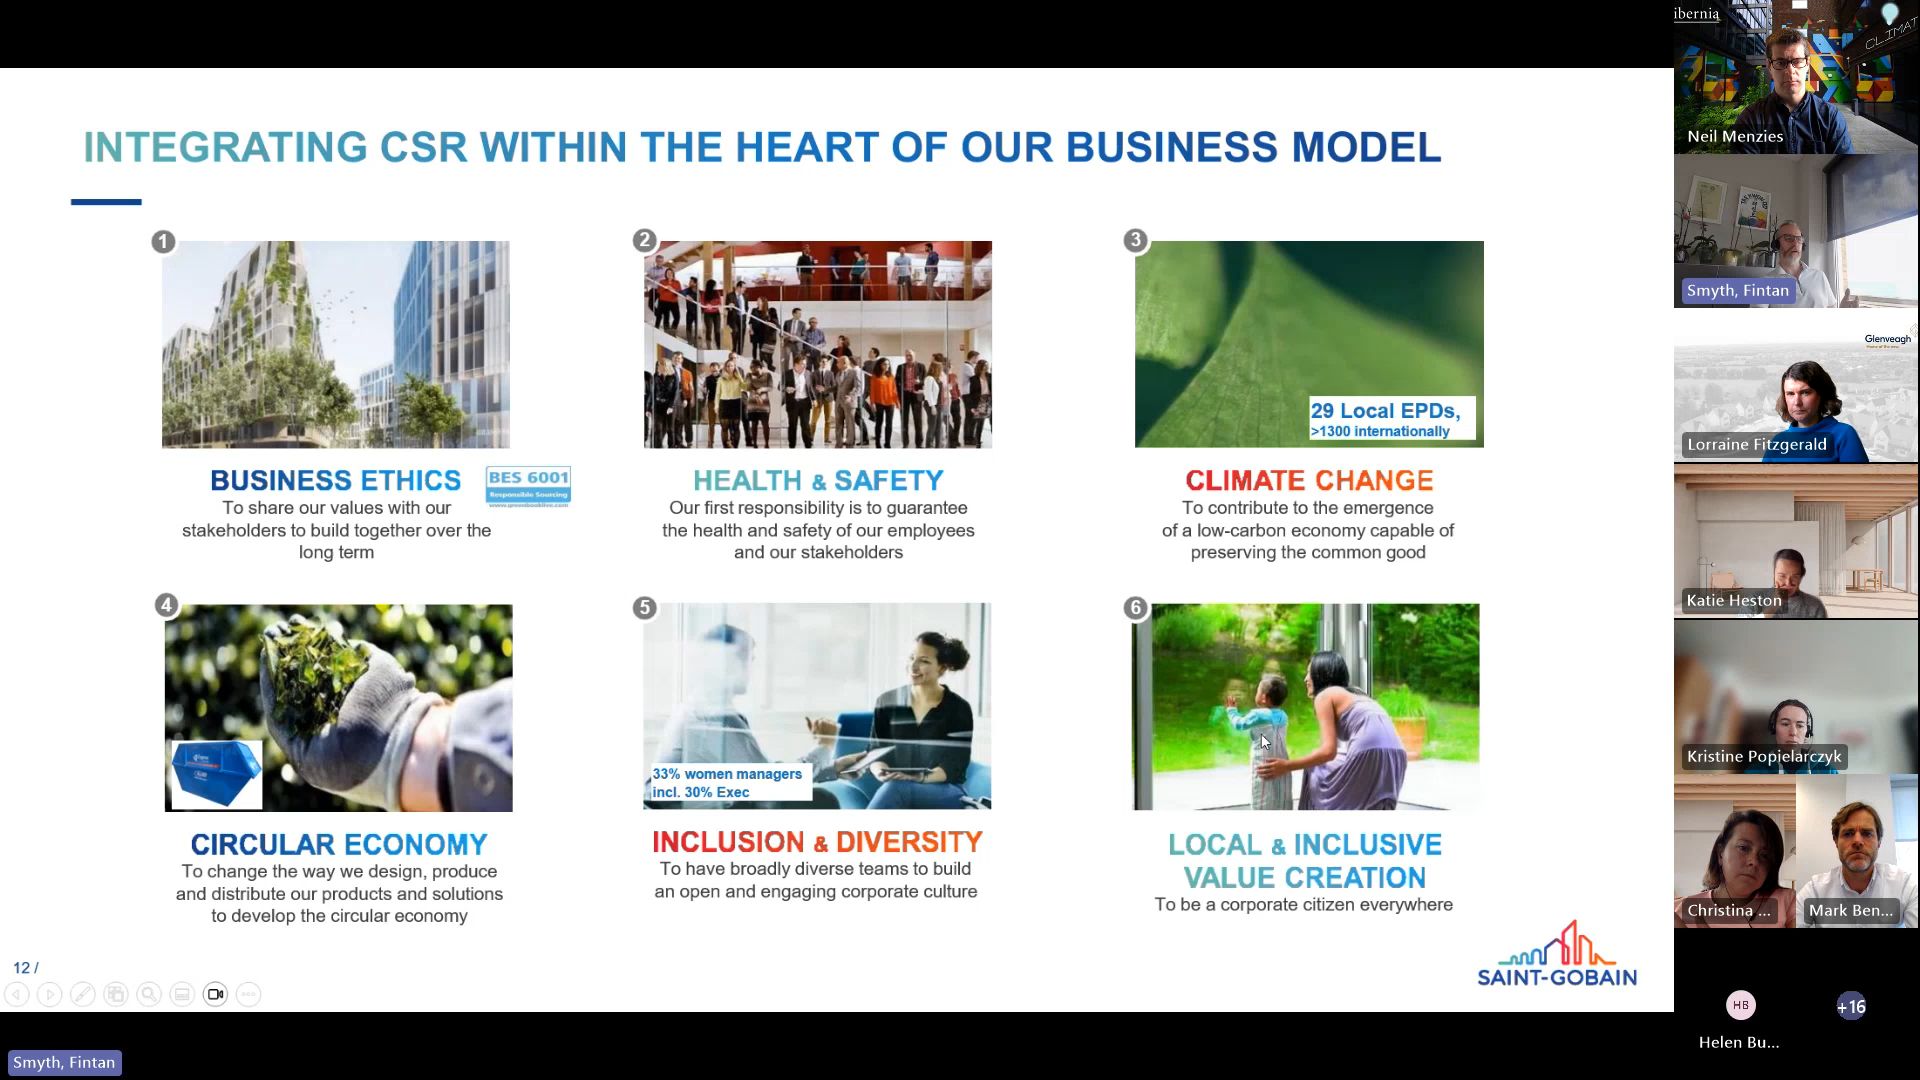 INTEGRATING CSR WITHIN THE HEART OF OUR BUSINESS MODEL
1
BUSINESS ETHICS
BES 6001
Responsible Sourcing
www.greenbooklive.com
To share our values with our
stakeholders to build together over the
long term
2
HEALTH & SAFETY
Our first responsibility is to guarantee
the health and safety of our employees
and our stakeholders
3
29 Local EPDs,
>1300 internationally
CLIMATE CHANGE
To contribute to the emergence
of a low-carbon economy capable of
preserving the common good
4
CIRCULAR ECONOMY
To change the way we design, produce
and distribute our products and solutions
to develop the circular economy
5
33% women managers
incl. 30% Exec
INCLUSION & DIVERSITY
To have broadly diverse teams to build
an open and engaging corporate culture
6
LOCAL & INCLUSIVE
VALUE CREATION
To be a corporate citizen everywhere
SAINT-GOBAIN
12 /
Smyth, Fintan
ibernia
CLIMAT
Neil Menzies
Smyth, Fintan
Glenveagh
Lorraine Fitzgerald
Katie Heston
Kristine Popielarczyk
Christina ...
Mark Ben...
HB
+16
Helen Bu...